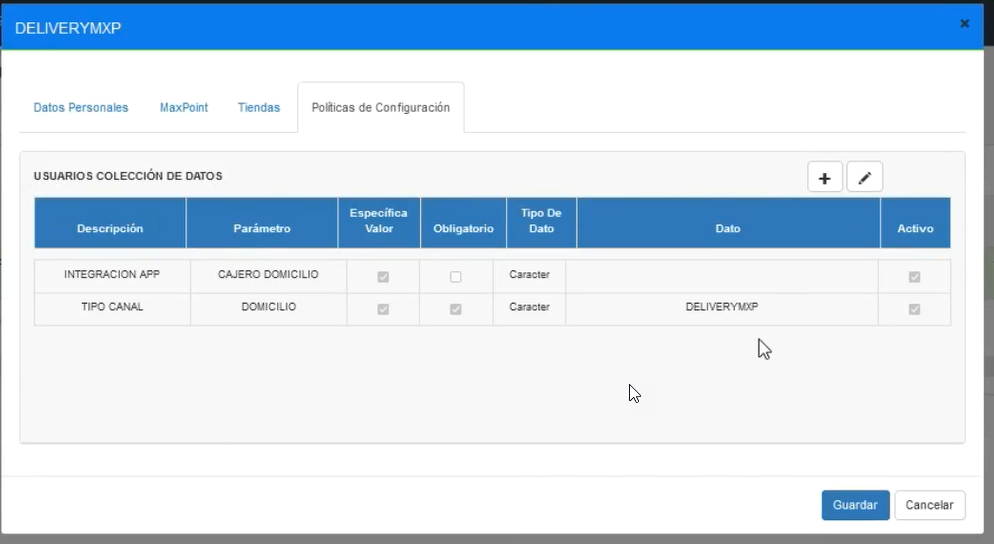 DELIVERYMXP
Datos Personales MaxPoint Tiendas Políticas de Configuración
USUARIOS COLECCIÓN DE DATOS
Descripción Parámetro Específica Valor Obligatorio Tipo De Dato Dato Activo
INTEGRACION APP CAJERO DOMICILIO Caracter
TIPO CANAL DOMICILIO Caracter DELIVERYMXP
Guardar Cancelar